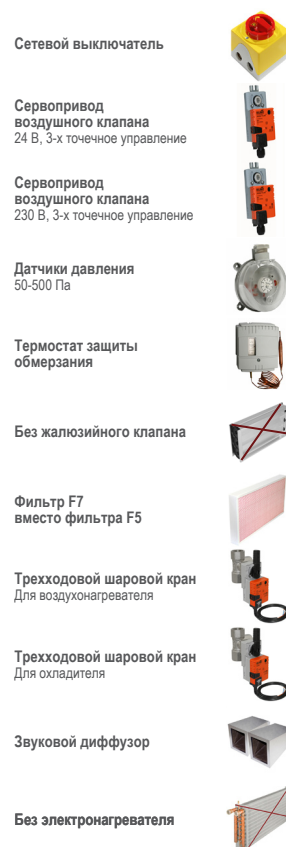 Сетевой выключатель
Сервопривод
воздушного клапана
24 В, 3-х точечное управление
Сервопривод
воздушного клапана
230 В, 3-х точечное управление
Датчики давления
50-500 Па
Термостат защиты
обмерзания
Без жалюзийного клапана
Фильтр F7
вместо фильтра F5
Трехходовой шаровой кран
Для воздухонагревателя
Трехходовой шаровой кран
Для охладителя
Звуковой диффузор
Без электронагревателя